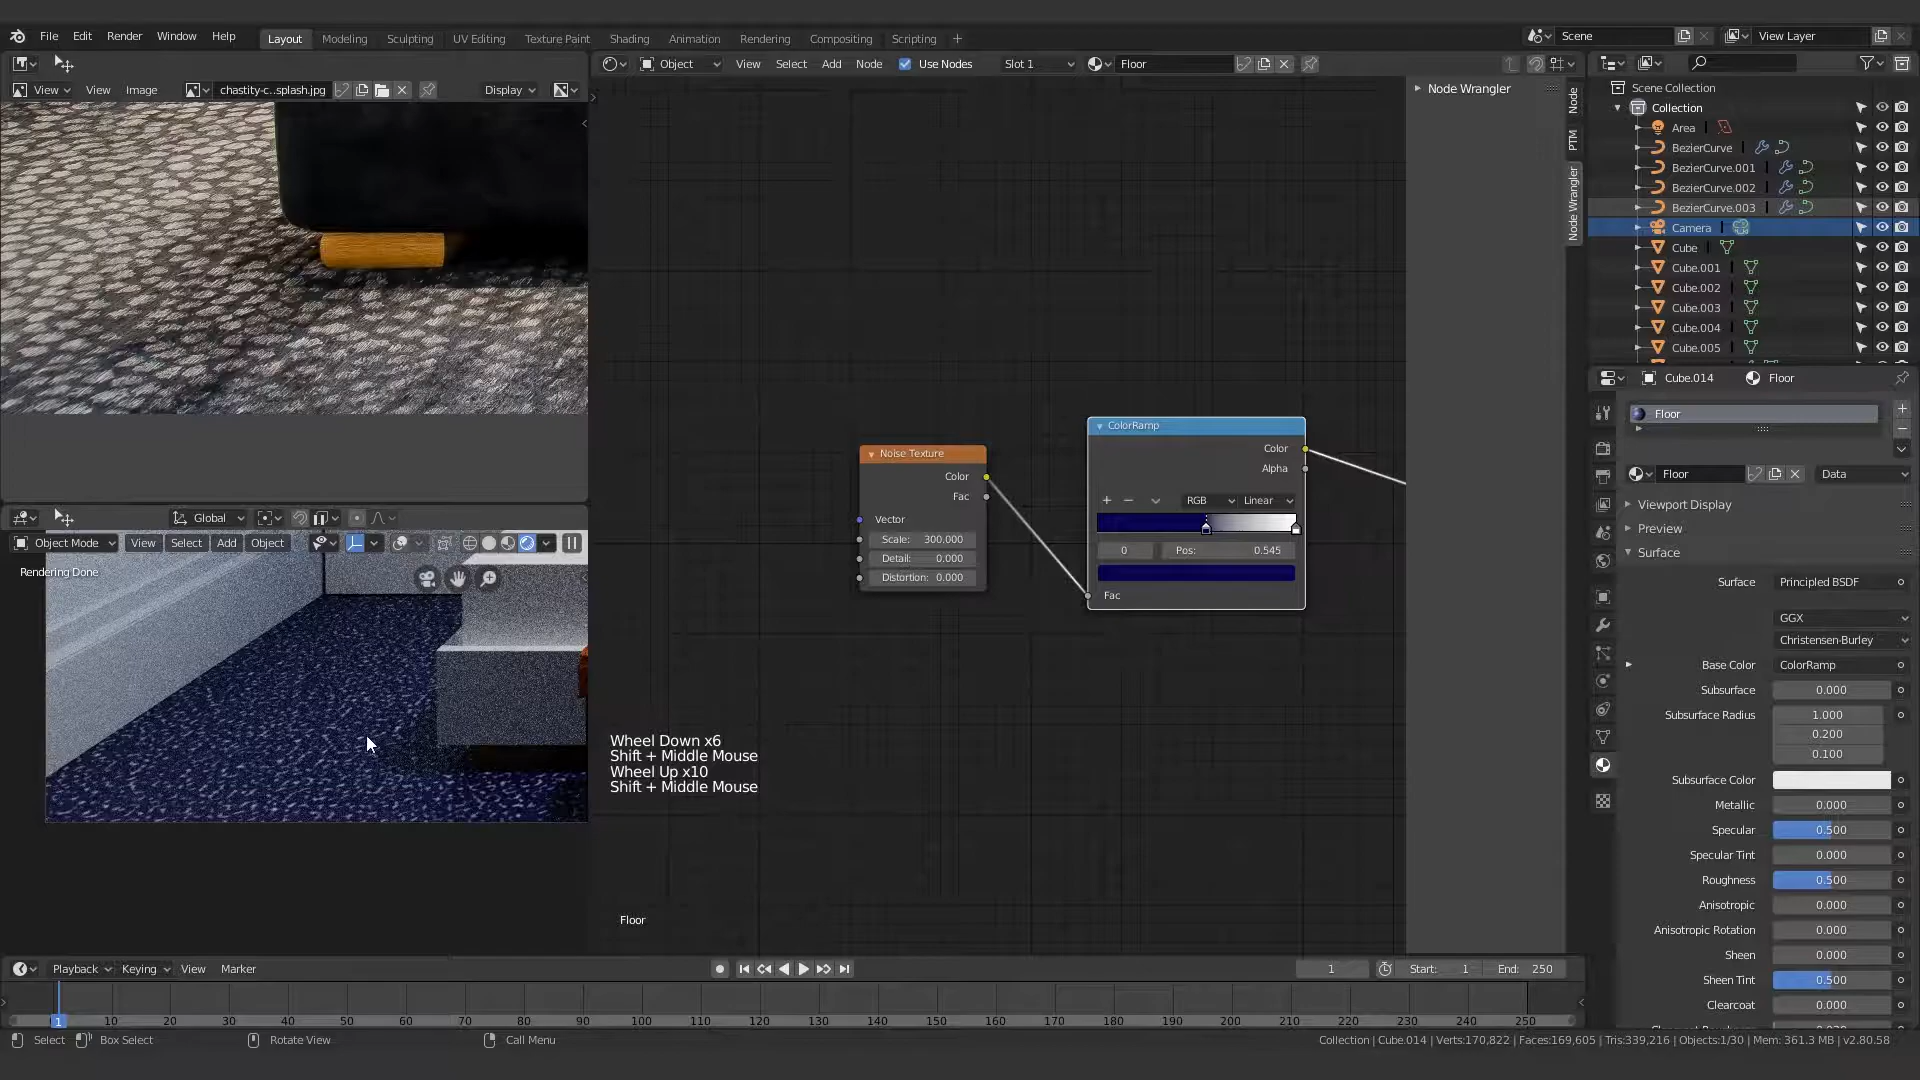 File Edit Render Window Help Layout Modeling Sculpting UV Editing Texture Paint Shading Animation Rendering Compositing Scripting + Scene View Layer
Object View Select Add Node Use Nodes Slot 1 Floor
View View Image chastity-c..splash.jpg Display
Node Wrangler
Node
PTM
Node Wrangler
Scene Collection
Collection
Area
BezierCurve
BezierCurve.001
BezierCurve.002
BezierCurve.003
Camera
Cube
Cube.001
Cube.002
Cube.003
Cube.004
Cube.005
Cube.014 Floor
Floor
Floor Data
Viewport Display
Preview
Surface
Surface Principled BSDF
GGX
Christensen-Burley
Base Color ColorRamp
Subsurface 0.000
Subsurface Radius 1.000
0.200
0.100
Subsurface Color
Metallic 0.000
Specular 0.500
Specular Tint 0.000
Roughness 0.500
Anisotropic 0.000
Anisotropic Rotation 0.000
Sheen 0.000
Sheen Tint 0.500
Clearcoat 0.000
Noise Texture
Color
Fac
Vector
Scale: 300.000
Detail: 0.000
Distortion: 0.000
ColorRamp
Color
Alpha
RGB Linear
0 Pos: 0.545
Fac
Global
Object Mode View Select Add Object
Rendering Done
Wheel Down x6
Shift + Middle Mouse
Wheel Up x10
Shift + Middle Mouse
Floor
Playback Keying View Marker 1 Start: 1 End: 250
1 10 20 30 40 50 60 70 80 90 100 110 120 130 140 150 160 170 180 190 200 210 220 230 240 250
Select Box Select Rotate View Call Menu Collection | Cube.014 | Verts:170,822 | Faces:169,605 | Tris:339,216 | Objects:1/30 | Mem: 361.3 MB | v2.80.58